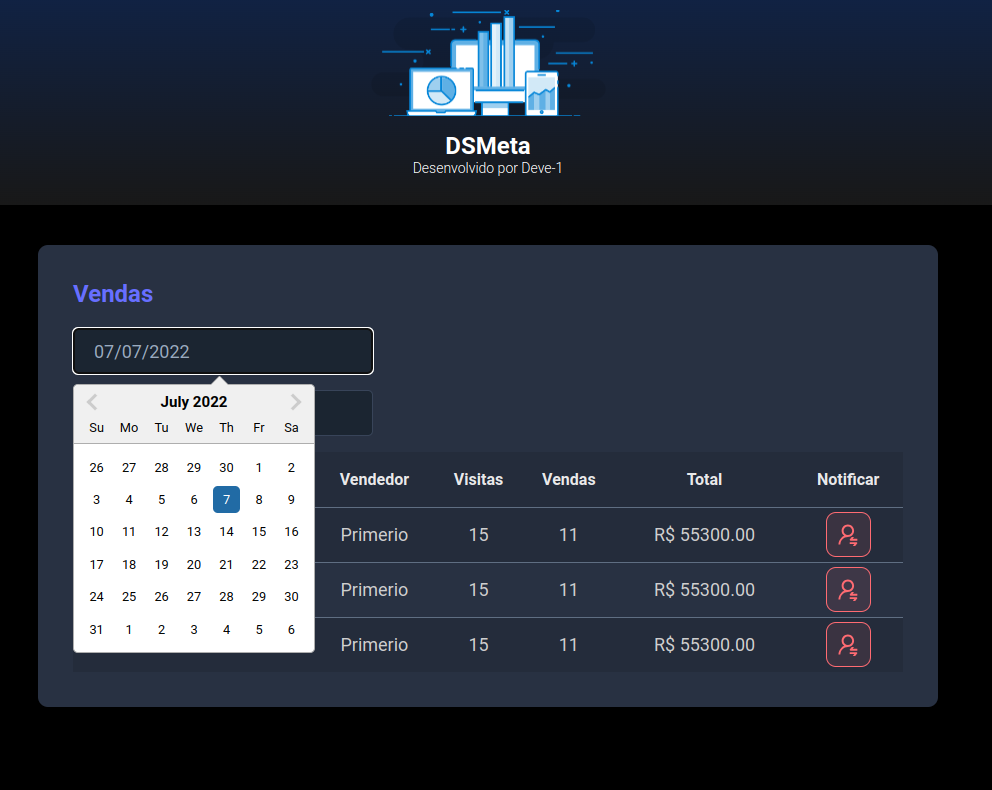 DSMeta
Desenvolvido por Deve-1
Vendas
07/07/2022
July 2022
Su Mo Tu We Th Fr Sa
26 27 28 29 30 1 2
3 4 5 6 7 8 9
10 11 12 13 14 15 16
17 18 19 20 21 22 23
24 25 26 27 28 29 30
31 1 2 3 4 5 6
Vendedor Visitas Vendas Total Notificar
Primerio 15 11 R$ 55300.00
Primerio 15 11 R$ 55300.00
Primerio 15 11 R$ 55300.00